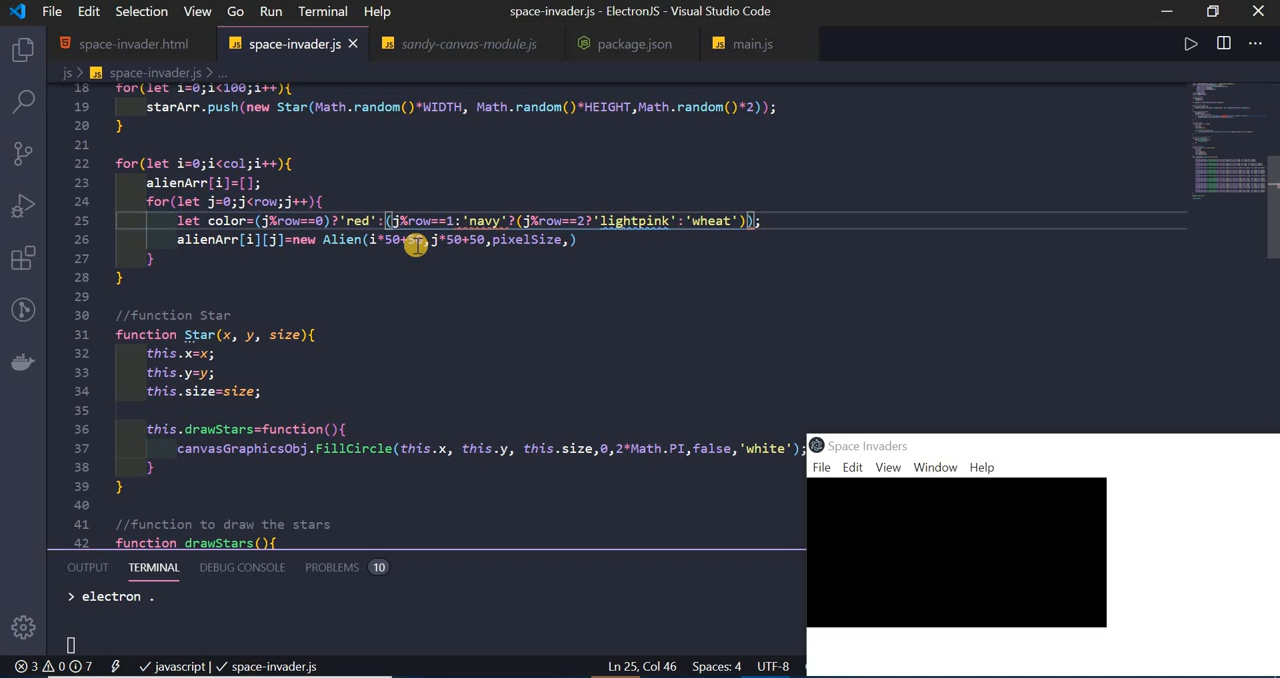 File Edit Selection View Go Run Terminal Help space-invader.js - ElectronJS - Visual Studio Code
space-invader.html space-invader.js sandy-canvas-module.js package.json main.js
js > space-invader.js > ...
18 for(let i=0;i<100;i++){
19 starArr.push(new Star(Math.random()*WIDTH, Math.random()*HEIGHT,Math.random()*2));
20 }
21
22 for(let i=0;i<col;i++){
23 alienArr[i]=[];
24 for(let j=0;j<row;j++){
25 let color=(j%row==0)?'red':(j%row==1:'navy'?(j%row==2?'lightpink':'wheat'));
26 alienArr[i][j]=new Alien(i*50+50,j*50+50,pixelSize,)
27 }
28 }
29
30 //function Star
31 function Star(x, y, size){
32 this.x=x;
33 this.y=y;
34 this.size=size;
35
36 this.drawStars=function(){
37 canvasGraphicsObj.FillCircle(this.x, this.y, this.size,0,2*Math.PI,false,'white');
38 }
39 }
40
41 //function to draw the stars
42 function drawStars(){
Space Invaders
File Edit View Window Help
OUTPUT TERMINAL DEBUG CONSOLE PROBLEMS 10
> electron .
3 0 7 javascript | space-invader.js Ln 25, Col 46 Spaces: 4 UTF-8